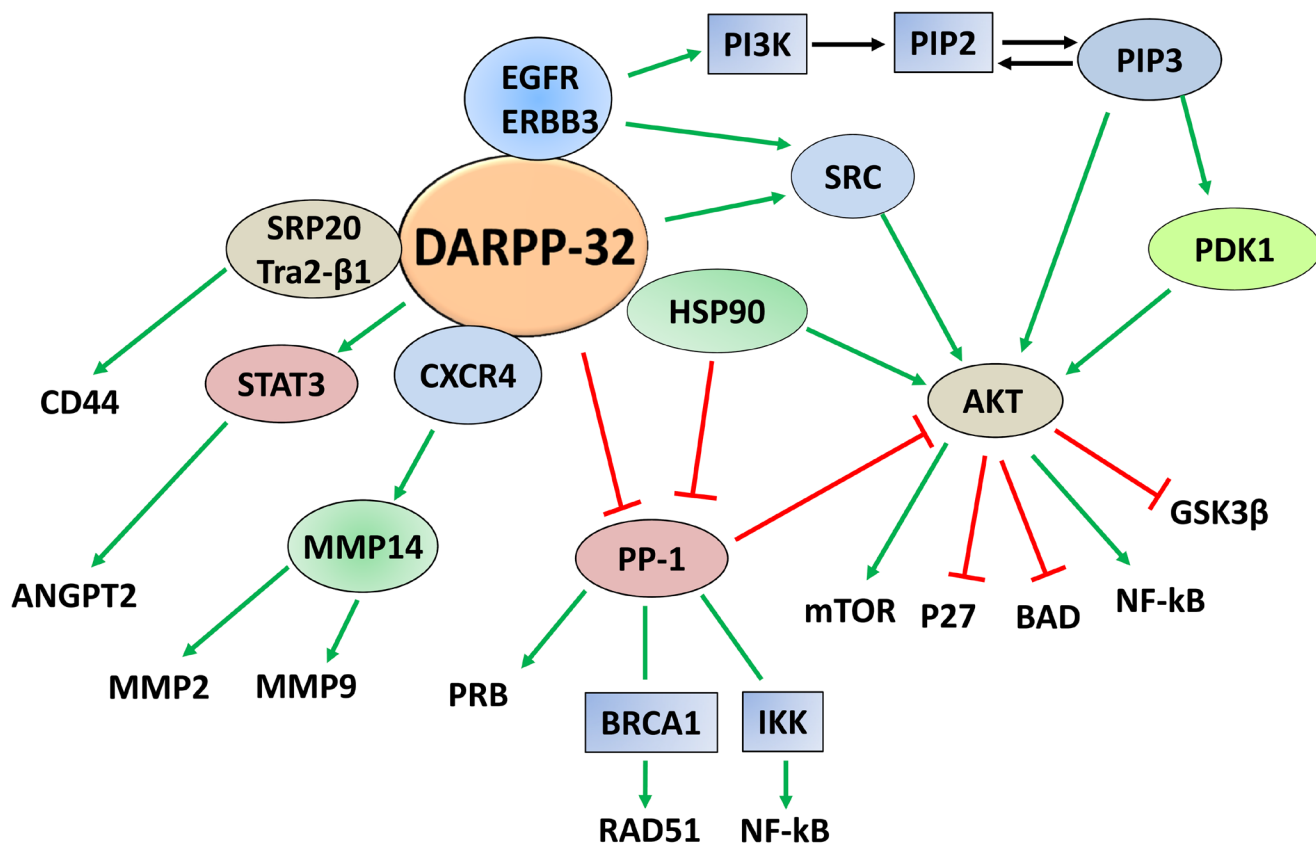 EGFR
ERBB3
PI3K
PIP2
PIP3
SRC
SRP20
Tra2-β1
DARPP-32
PDK1
HSP90
CD44
STAT3
CXCR4
AKT
GSK3β
MMP14
PP-1
ANGPT2
mTOR
P27
BAD
NF-kB
MMP2
MMP9
PRB
BRCA1
IKK
RAD51
NF-kB